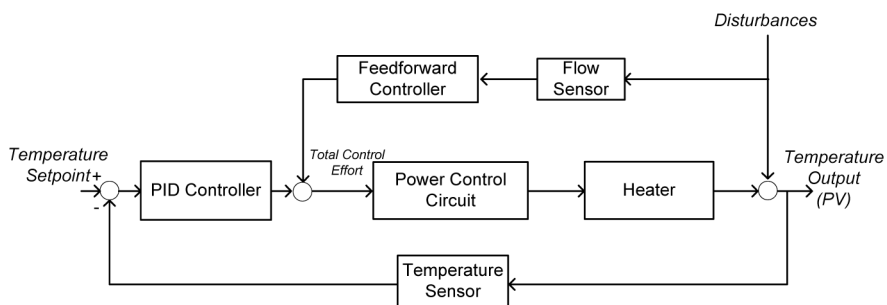 Disturbances
Feedforward
Controller
Flow
Sensor
Temperature
Setpoint+
-
PID Controller
Total Control
Effort
Power Control
Circuit
Heater
Temperature
Output
(PV)
Temperature
Sensor